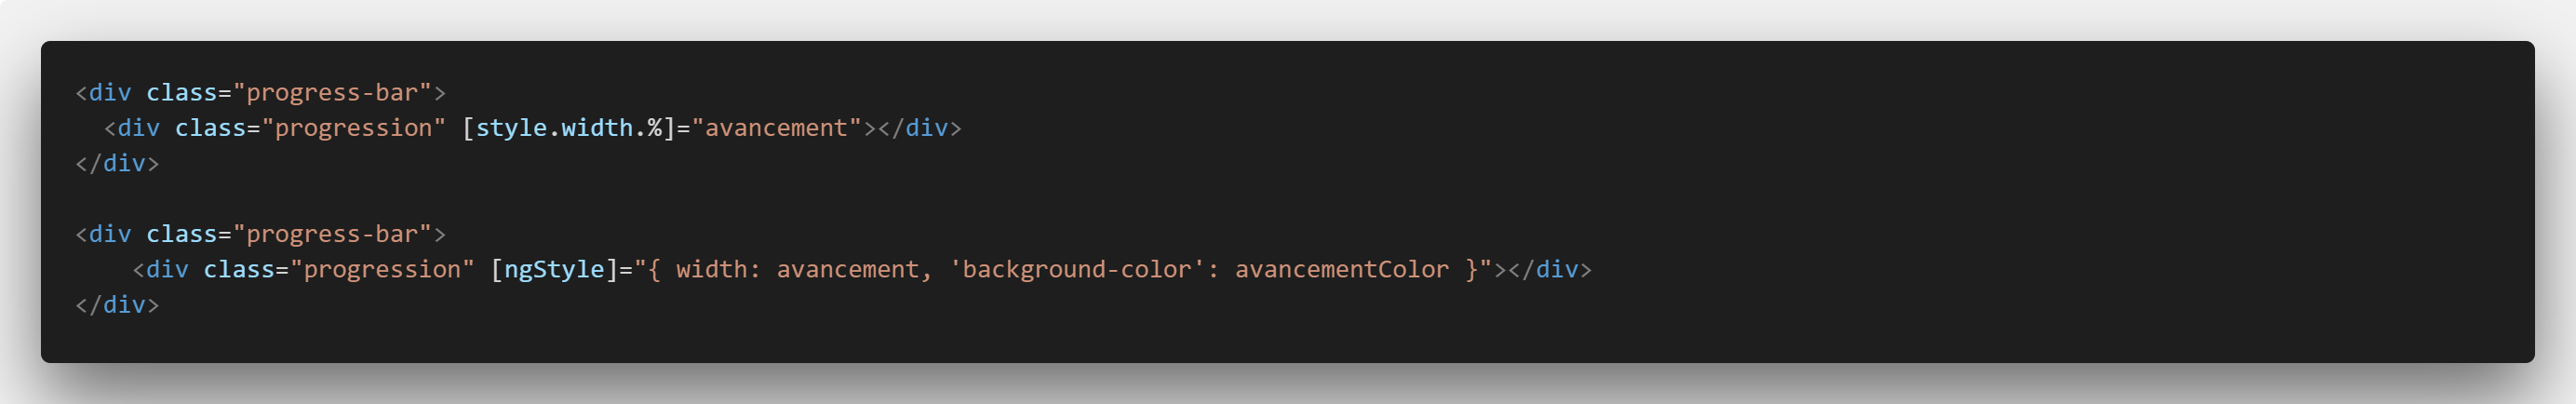 <div class="progress-bar">
  <div class="progression" [style.width.%]="avancement"></div>
</div>

<div class="progress-bar">
    <div class="progression" [ngStyle]="{ width: avancement, 'background-color': avancementColor }"></div>
</div>